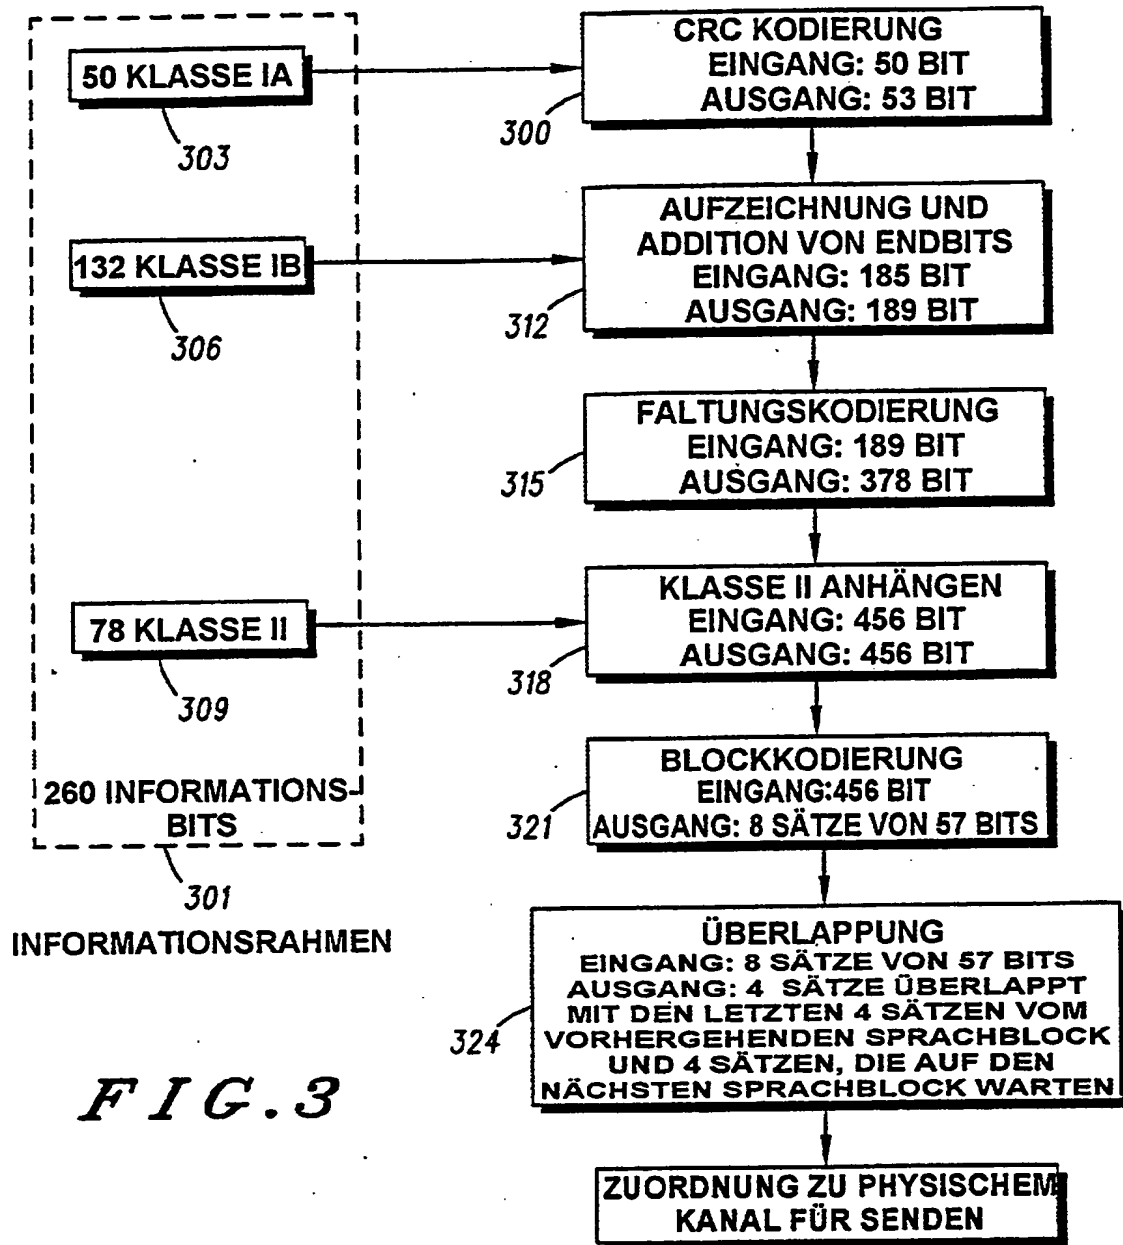 50 KLASSE IA
303
132 KLASSE IB
306
78 KLASSE II
309
260 INFORMATIONS-
BITS
301
INFORMATIONSRAHMEN
CRC KODIERUNG
EINGANG: 50 BIT
AUSGANG: 53 BIT
300
AUFZEICHNUNG UND
ADDITION VON ENDBITS
EINGANG: 185 BIT
AUSGANG: 189 BIT
312
FALTUNGSKODIERUNG
EINGANG: 189 BIT
AUSGANG: 378 BIT
315
KLASSE II ANHÄNGEN
EINGANG: 456 BIT
AUSGANG: 456 BIT
318
BLOCKKODIERUNG
EINGANG:456 BIT
AUSGANG: 8 SÄTZE VON 57 BITS
321
ÜBERLAPPUNG
EINGANG: 8 SÄTZE VON 57 BITS
AUSGANG: 4 SÄTZE ÜBERLAPPT
MIT DEN LETZTEN 4 SÄTZEN VOM
VORHERGEHENDEN SPRACHBLOCK
UND 4 SÄTZEN, DIE AUF DEN
NÄCHSTEN SPRACHBLOCK WARTEN
324
ZUORDNUNG ZU PHYSISCHEM
KANAL FÜR SENDEN
FIG.3